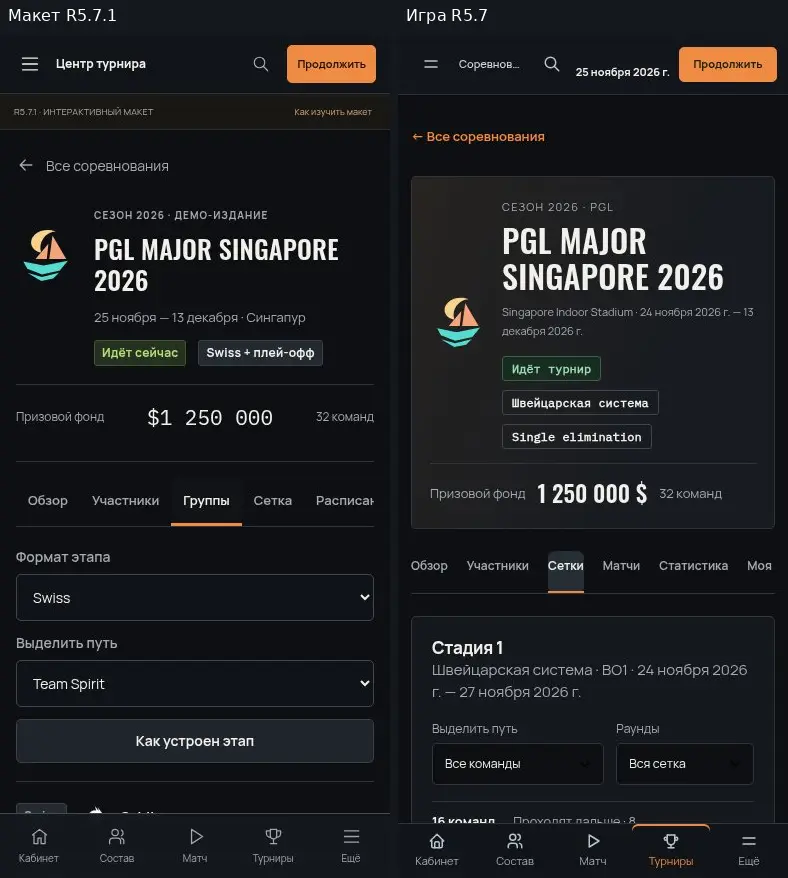 Макет R5.7.1
Центр турнира
Продолжить
R5.7.1 · ИНТЕРАКТИВНЫЙ МАКЕТ
Как изучить макет
← Все соревнования
СЕЗОН 2026 · ДЕМО-ИЗДАНИЕ
PGL MAJOR SINGAPORE
2026
25 ноября — 13 декабря · Сингапур
Идёт сейчас
Swiss + плей-офф
Призовой фонд
$1 250 000
32 команд
Обзор
Участники
Группы
Сетка
Расписан
Формат этапа
Swiss
Выделить путь
Team Spirit
Как устроен этап
Кабинет
Состав
Матч
Турниры
Ещё
Игра R5.7
Соревнов...
25 ноября 2026 г.
Продолжить
← Все соревнования
СЕЗОН 2026 · PGL
PGL MAJOR
SINGAPORE 2026
Singapore Indoor Stadium · 24 ноября 2026 г. — 13
декабря 2026 г.
Идёт турнир
Швейцарская система
Single elimination
Призовой фонд
1 250 000 $
32 команд
Обзор
Участники
Сетки
Матчи
Статистика
Моя
Стадия 1
Швейцарская система · BO1 · 24 ноября 2026
г. — 27 ноября 2026 г.
Выделить путь
Раунды
Все команды
Вся сетка
16 команд
Проходят дальше · 8
Кабинет
Состав
Матч
Турниры
Ещё